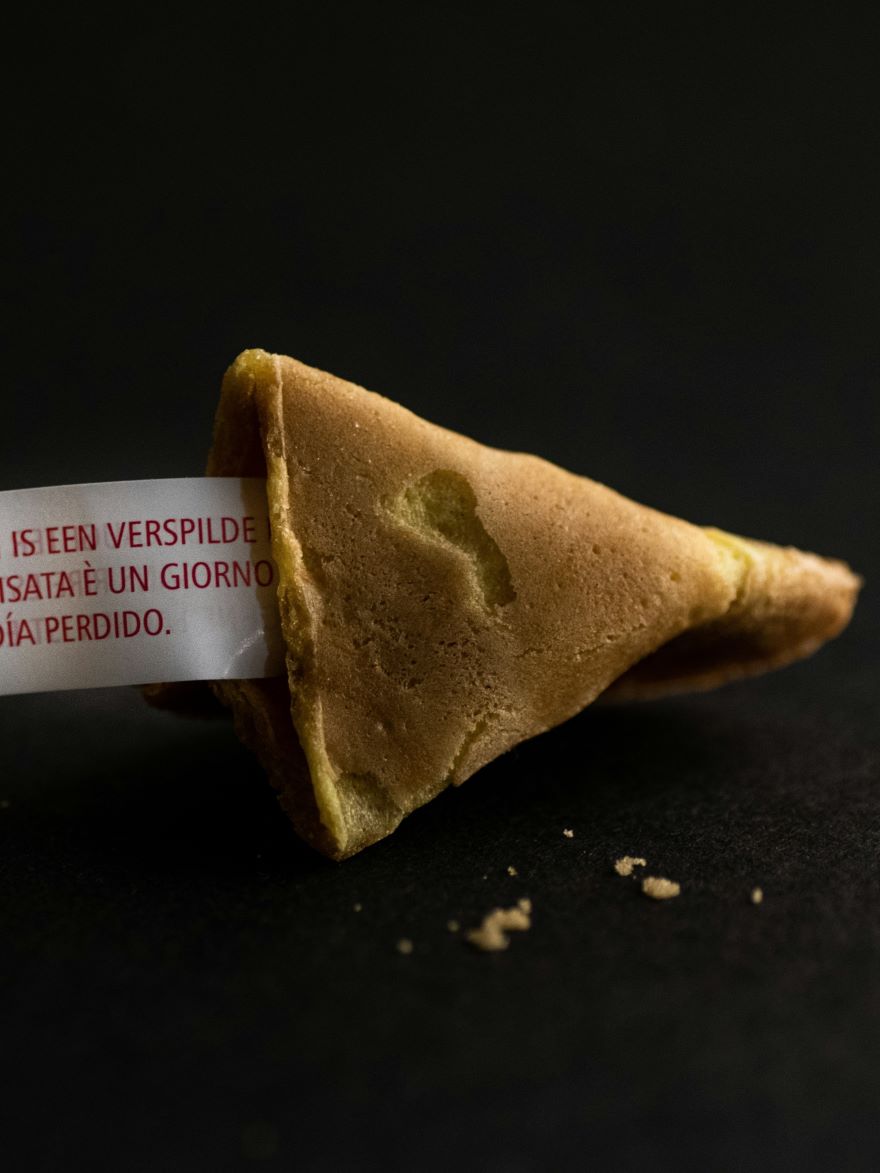 IS EEN VERSPILDE
ISATA È UN GIORNO
DÍA PERDIDO.